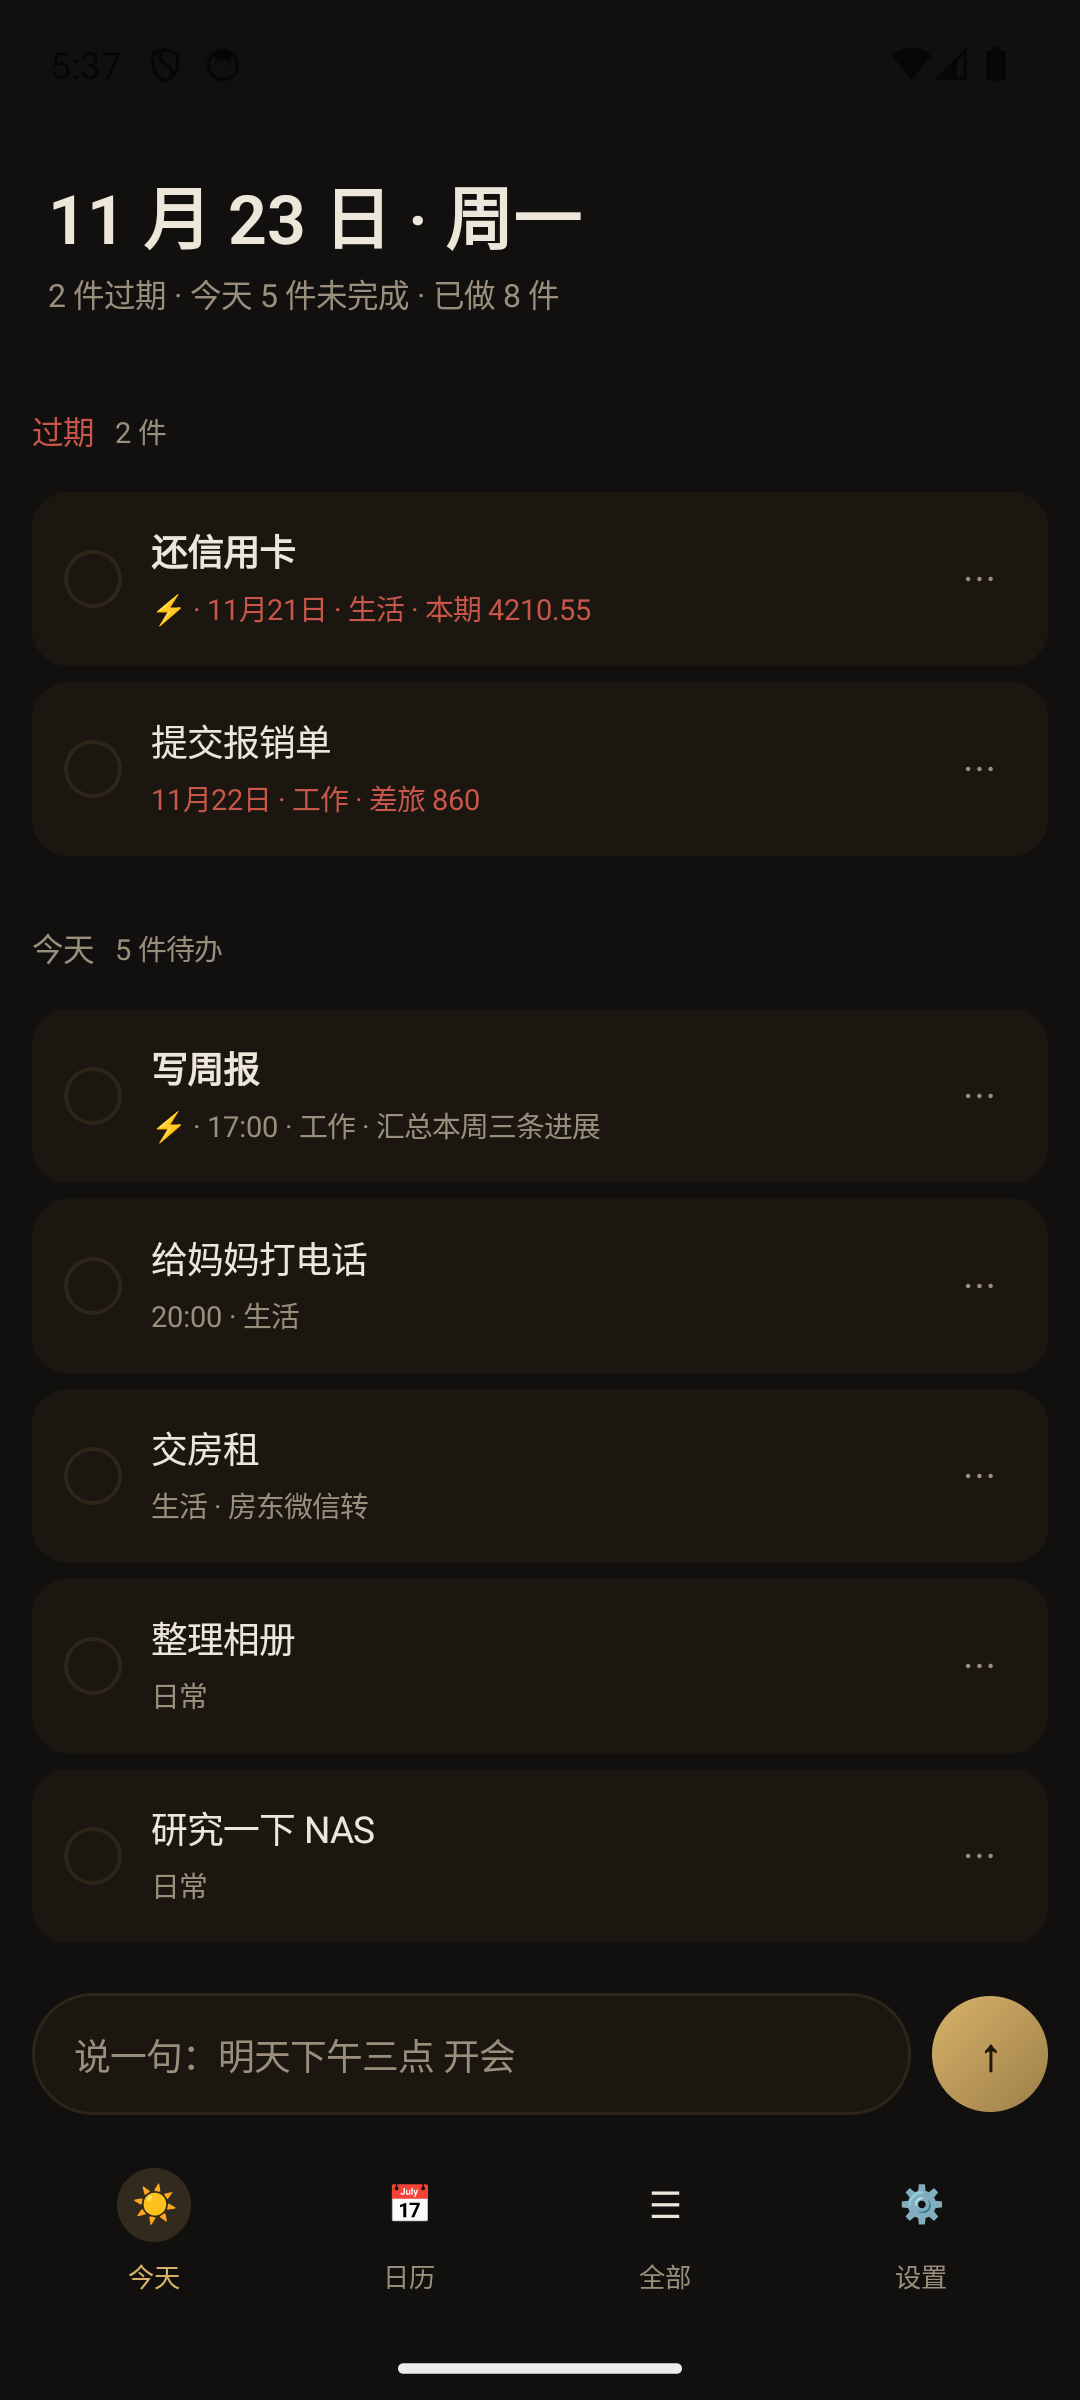 5:37
11 月 23 日 · 周一
2 件过期 · 今天 5 件未完成 · 已做 8 件
过期 2 件
还信用卡
⚡ · 11月21日 · 生活 · 本期 4210.55
...
提交报销单
11月22日 · 工作 · 差旅 860
...
今天 5 件待办
写周报
⚡ · 17:00 · 工作 · 汇总本周三条进展
...
给妈妈打电话
20:00 · 生活
...
交房租
生活 · 房东微信转
...
整理相册
日常
...
研究一下 NAS
日常
...
说一句：明天下午三点 开会
↑
July
17
今天 日历 全部 设置